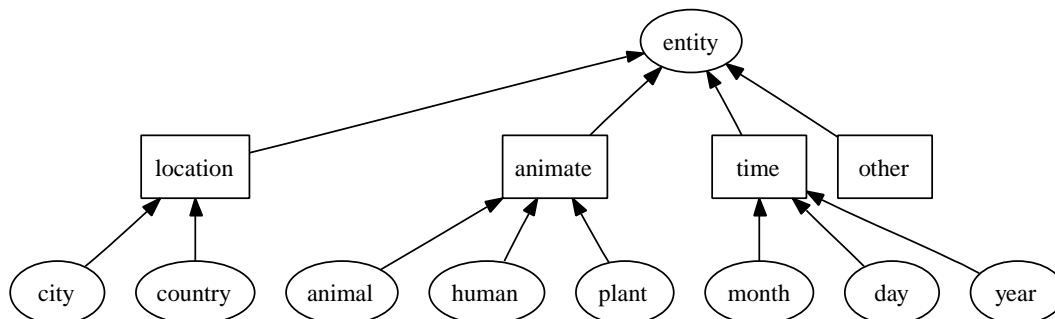 entity
location
animate
time
other
city
country
animal
human
plant
month
day
year